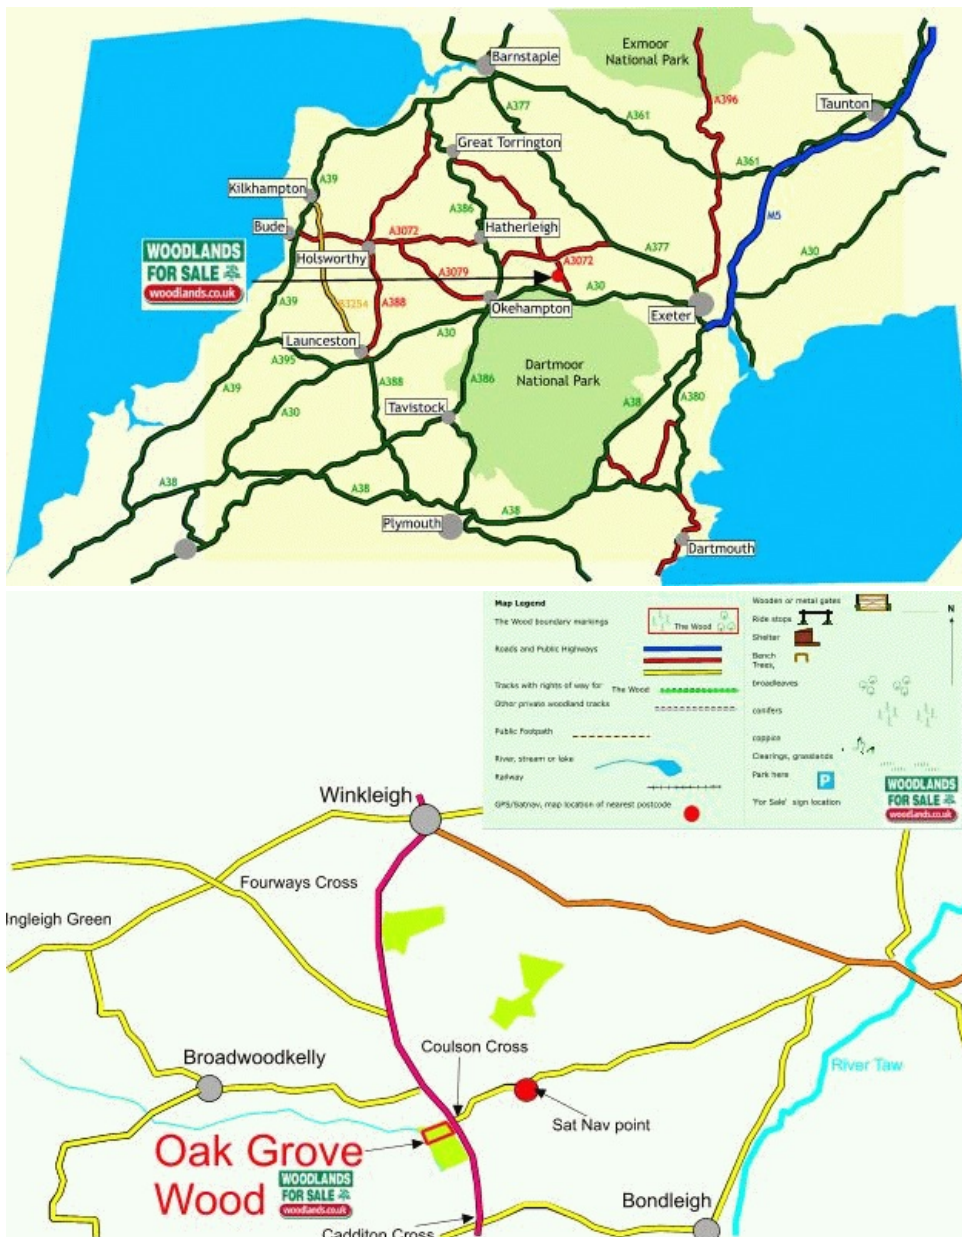 Exmoor
National Park
Barnstaple
A377
A396
Taunton
A361
Great Torrington
A361
A39
Kilkhampton
A386
M5
Bude
A3072
Hatherleigh
A377
A30
WOODLANDS
FOR SALE
woodlands.co.uk
Holsworthy
A3079
A3072
A39
B3254
A388
A30
Okehampton
Exeter
Launceston
A30
A395
A388
A386
Dartmoor
National Park
A39
A30
Tavistock
A38
A380
A38
A38
A38
Plymouth
Dartmouth
Map Legend
The Wood boundary markings
The Wood
Roads and Public Highways
Tracks with rights of way for The Wood
Other private woodland tracks
Public Footpath
River, stream or lake
Railway
GPS/Satnav, map location of nearest postcode
Wooden or metal gates
N
Ride stops
Shelter
Bench
Trees,
broadleaves
conifers
coppice
Clearings, grasslands
Park here
P
'For Sale' sign location
WOODLANDS
FOR SALE
woodlands.co.uk
Winkleigh
Fourways Cross
Ingleigh Green
Coulson Cross
Broadwoodkelly
River Taw
Sat Nav point
Oak Grove
Wood
WOODLANDS
FOR SALE
woodlands.co.uk
Bondleigh
Cadditon Cross